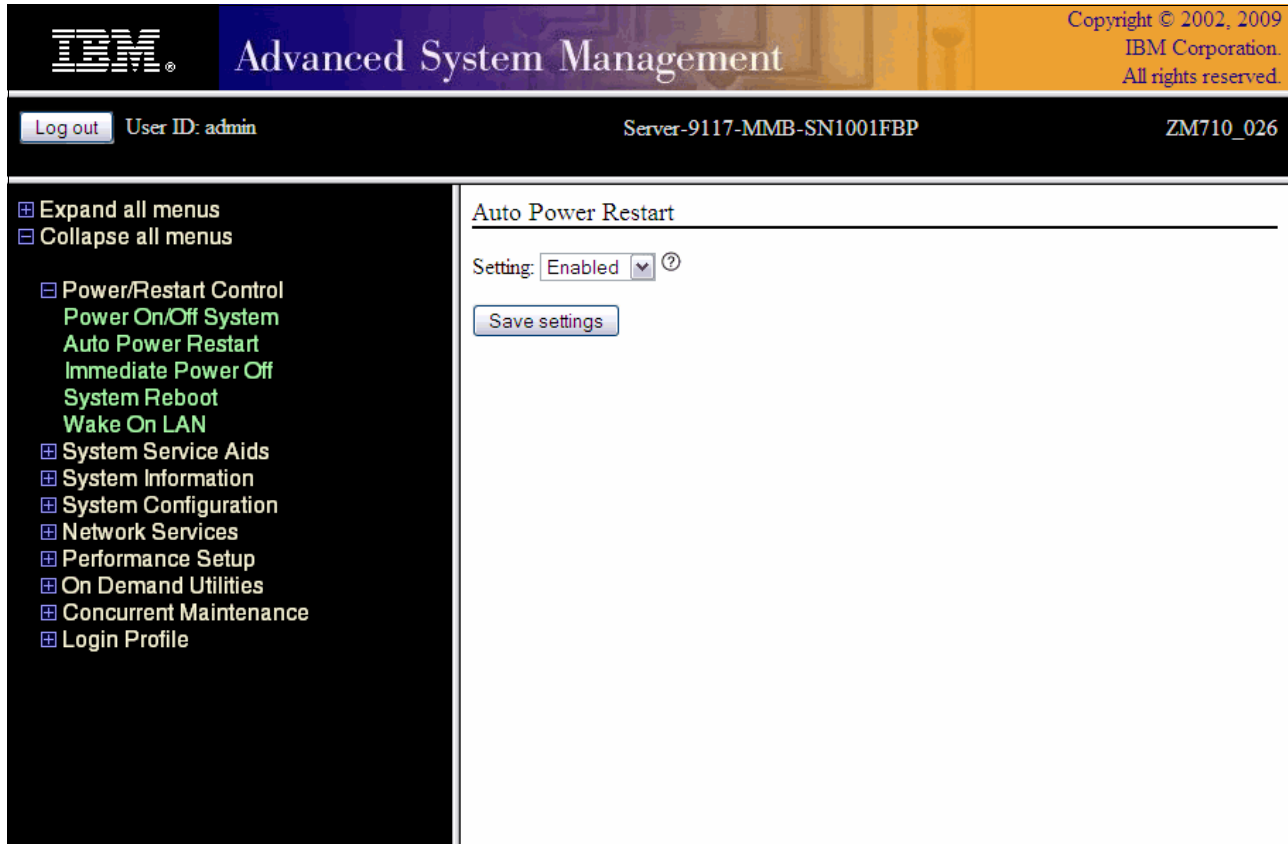 IBM®
Advanced System Management
Copyright © 2002, 2009
IBM Corporation.
All rights reserved.
Log out User ID: admin Server-9117-MMB-SN1001FBP ZM710_026
Expand all menus
Collapse all menus
Power/Restart Control
Power On/Off System
Auto Power Restart
Immediate Power Off
System Reboot
Wake On LAN
System Service Aids
System Information
System Configuration
Network Services
Performance Setup
On Demand Utilities
Concurrent Maintenance
Login Profile
Auto Power Restart
Setting: Enabled ?
Save settings